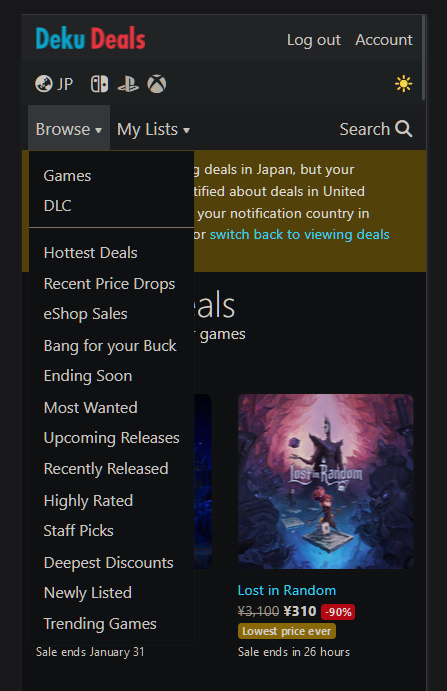 Deku Deals
Log out Account
JP
Browse ▾ My Lists ▾ Search
Games
DLC
Hottest Deals
Recent Price Drops
eShop Sales
Bang for your Buck
Ending Soon
Most Wanted
Upcoming Releases
Recently Released
Highly Rated
Staff Picks
Deepest Discounts
Newly Listed
Trending Games
deals in Japan, but your
about deals in United
your notification country in
or switch back to viewing deals
games
Lost in Random
Lost in Random
¥3,100 ¥310 -90%
Lowest price ever
Sale ends January 31
Sale ends in 26 hours